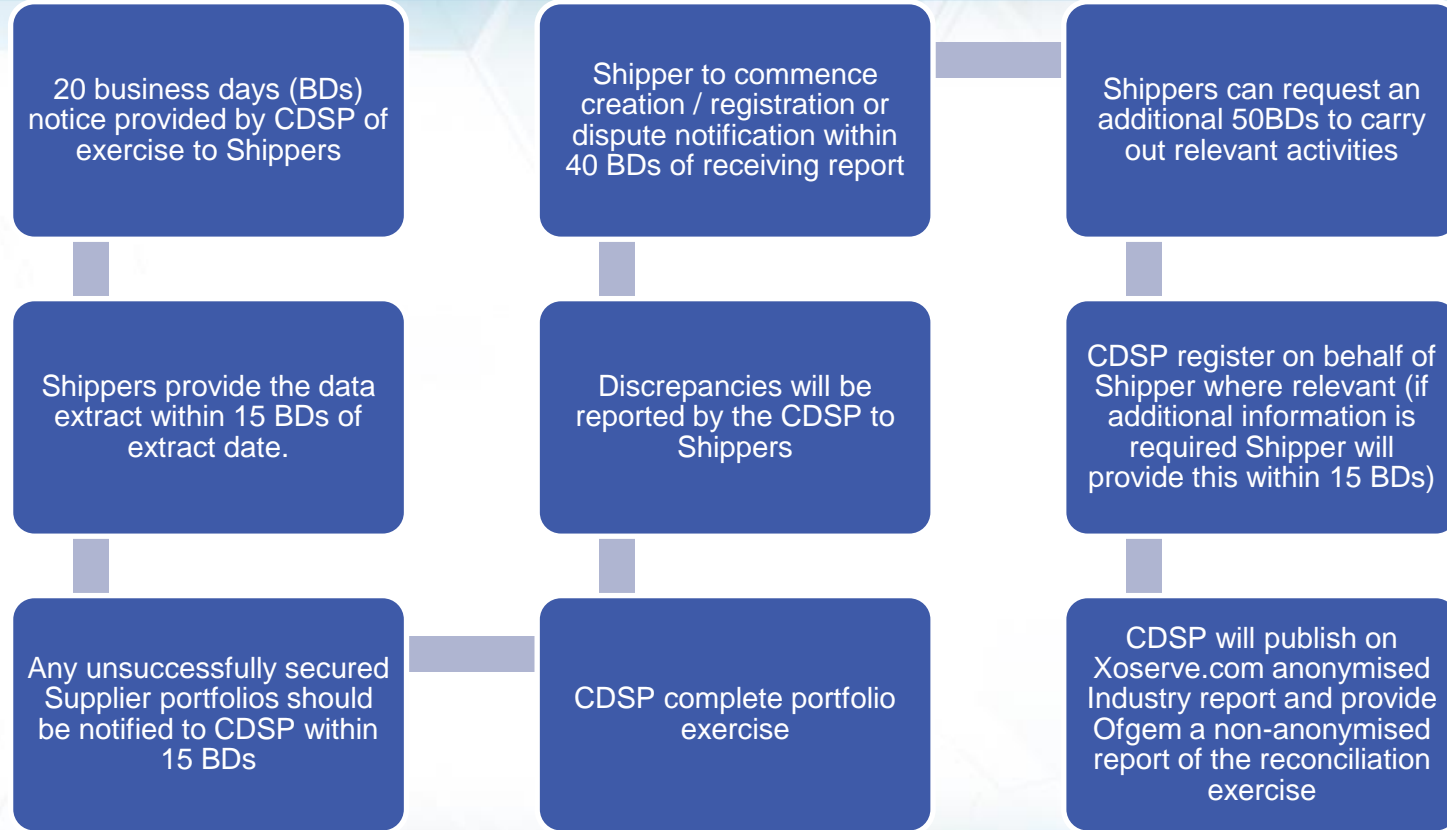 20 business days (BDs)
notice provided by CDSP of
exercise to Shippers
Shippers provide the data
extract within 15 BDs of
extract date.
Any unsuccessfully secured
Supplier portfolios should
be notified to CDSP within
15 BDs
CDSP complete portfolio
exercise
Discrepancies will be
reported by the CDSP to
Shippers
Shipper to commence
creation / registration or
dispute notification within
40 BDs of receiving report
Shippers can request an
additional 50BDs to carry
out relevant activities
CDSP register on behalf of
Shipper where relevant (if
additional information is
required Shipper will
provide this within 15 BDs)
CDSP will publish on
Xoserve.com anonymised
Industry report and provide
Ofgem a non-anonymised
report of the reconciliation
exercise